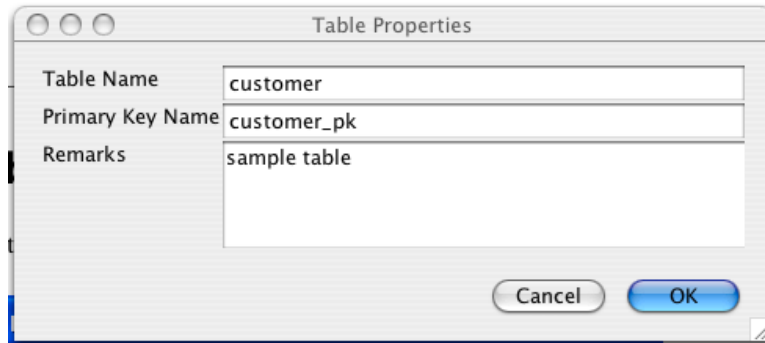 Table Properties
Table Name customer
Primary Key Name customer_pk
Remarks sample table
Cancel OK